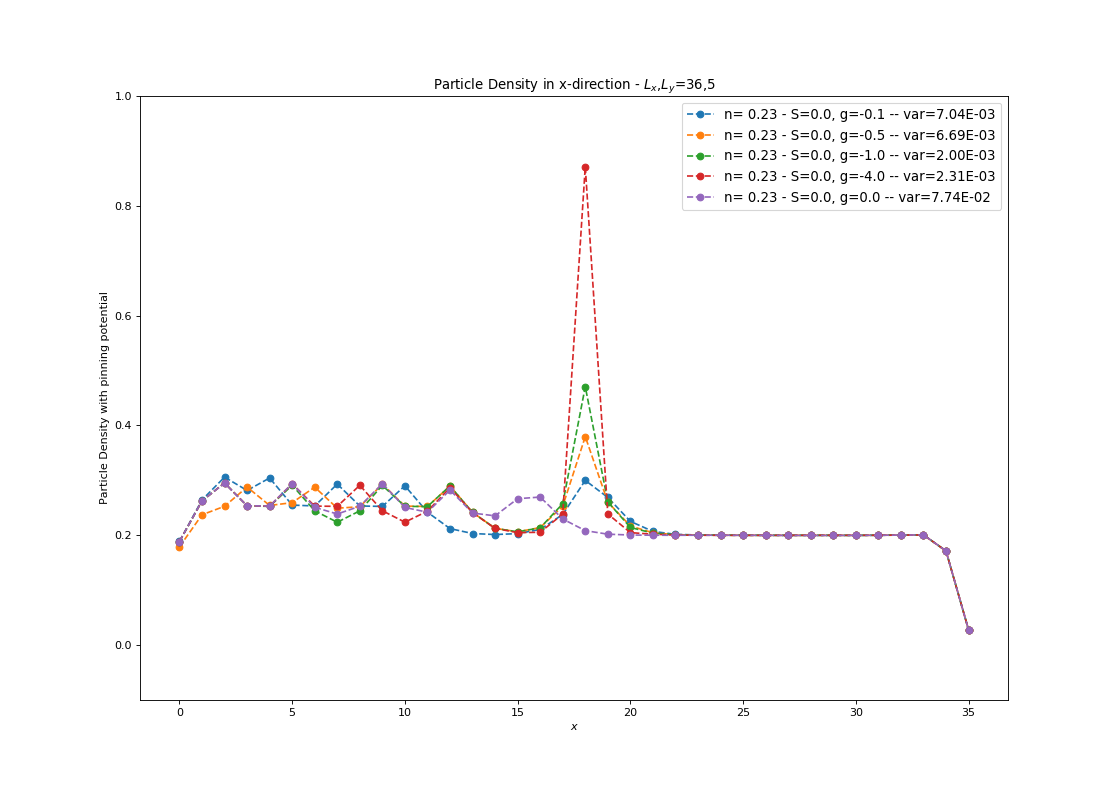 Particle Density in x-direction - Lx,Ly=36,5
n= 0.23 - S=0.0, g=-0.1 -- var=7.04E-03
n= 0.23 - S=0.0, g=-0.5 -- var=6.69E-03
n= 0.23 - S=0.0, g=-1.0 -- var=2.00E-03
n= 0.23 - S=0.0, g=-4.0 -- var=2.31E-03
n= 0.23 - S=0.0, g=0.0 -- var=7.74E-02
Particle Density with pinning potential
1.0
0.8
0.6
0.4
0.2
0.0
0 5 10 15 20 25 30 35
x